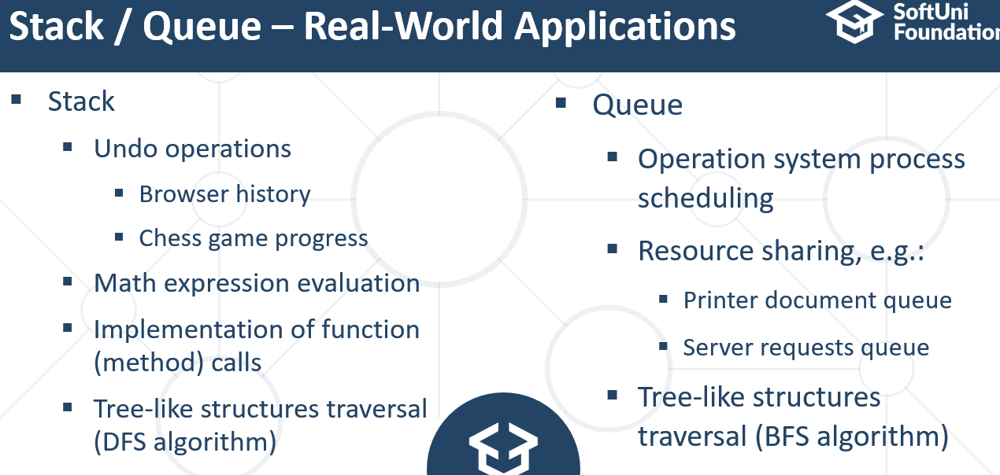 Stack / Queue – Real-World Applications
SoftUni
Foundation
▪ Stack
▪ Undo operations
▪ Browser history
▪ Chess game progress
▪ Math expression evaluation
▪ Implementation of function
(method) calls
▪ Tree-like structures traversal
(DFS algorithm)
▪ Queue
▪ Operation system process
scheduling
▪ Resource sharing, e.g.:
▪ Printer document queue
▪ Server requests queue
▪ Tree-like structures
traversal (BFS algorithm)